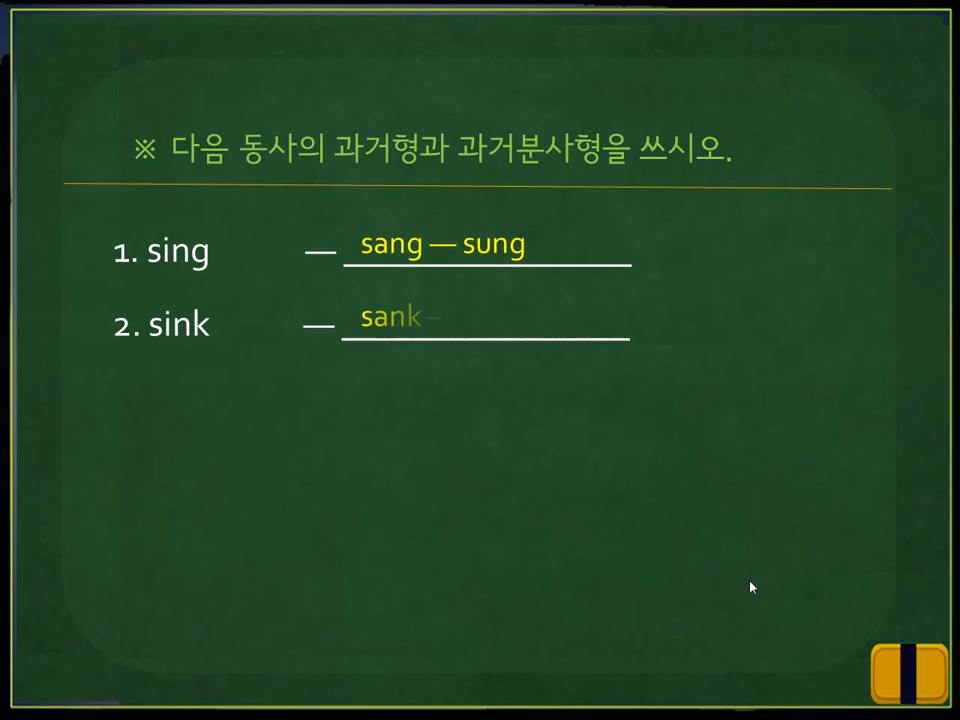 ※ 다음 동사의 과거형과 과거분사형을 쓰시오.
1. sing — sang — sung
2. sink — sank –